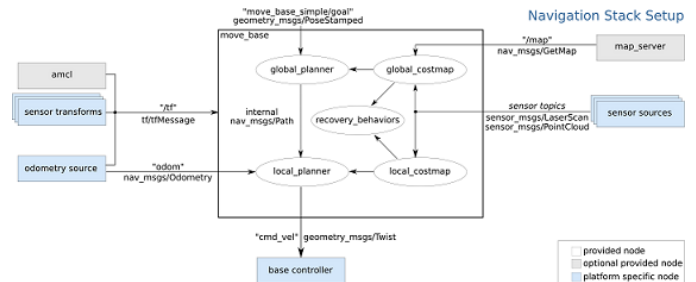 Navigation Stack Setup
"move_base_simple/goal"
geometry_msgs/PoseStamped
move_base
"/map"
nav_msgs/GetMap
map_server
global_planner
global_costmap
amcl
sensor transforms
"/tf"
tf/tfMessage
internal
nav_msgs/Path
recovery_behaviors
sensor topics
sensor_msgs/LaserScan
sensor_msgs/PointCloud
sensor sources
odometry source
"odom"
nav_msgs/Odometry
local_planner
local_costmap
"cmd_vel" geometry_msgs/Twist
base controller
provided node
optional provided node
platform specific node